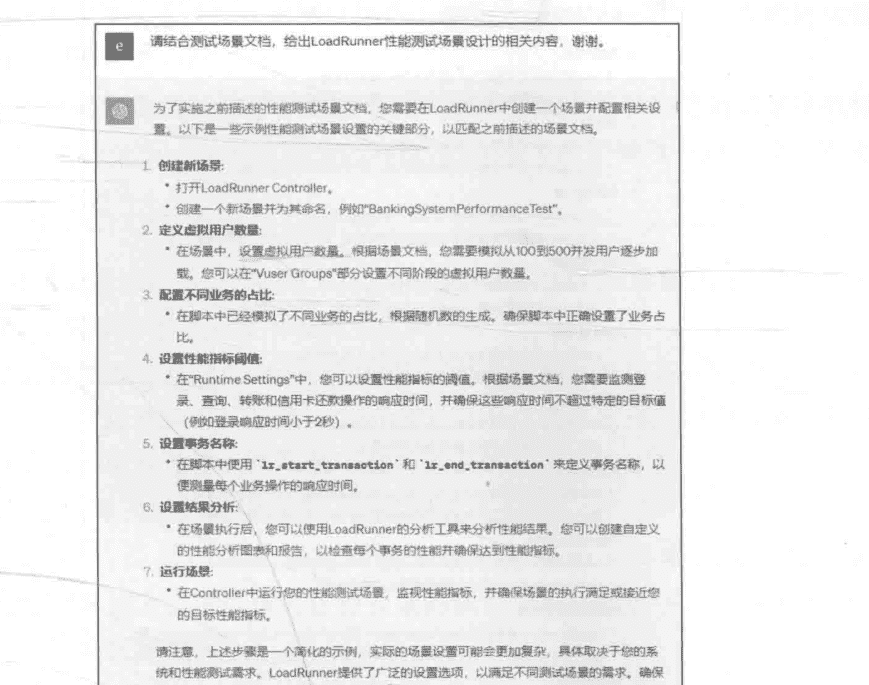 e 请结合测试场景文档，给出LoadRunner性能测试场景设计的相关内容，谢谢。
为了实施之前描述的性能测试场景文档，您需要在LoadRunner中创建一个场景并配置相关设
置。以下是一些示例性能测试场景设置的关键部分，以匹配之前描述的场景文档。
1. 创建新场景:
• 打开LoadRunner Controller。
• 创建一个新场景并为其命名，例如“BankingSystemPerformanceTest”。
2. 定义虚拟用户数量:
• 在场景中，设置虚拟用户数量。根据场景文档，您需要模拟从100到500并发用户逐步加
载。您可以在“Vuser Groups”部分设置不同阶段的虚拟用户数量。
3. 配置不同业务的占比:
• 在脚本中已经模拟了不同业务的占比，根据随机数的生成。确保脚本中正确设置了业务占
比。
4. 设置性能指标阈值:
• 在“Runtime Settings”中，您可以设置性能指标的阈值。根据场景文档，您需要监测登
录、查询、转账和信用卡还款操作的响应时间，并确保这些响应时间不超过特定的目标值
（例如登录响应时间小于2秒）。
5. 设置事务名称:
• 在脚本中使用 `lr_start_transaction` 和 `lr_end_transaction` 来定义事务名称，以
便测量每个业务操作的响应时间。
6. 设置结果分析:
• 在场景执行后，您可以使用LoadRunner的分析工具来分析性能结果。您可以创建自定义
的性能分析图表和报告，以检查每个事务的性能并确保达到性能指标。
7. 运行场景:
• 在Controller中运行您的性能测试场景，监视性能指标，并确保场景的执行满足或接近您
的目标性能指标。
请注意，上述步骤是一个简化的示例，实际的场景设置可能会更加复杂，具体取决于您的系
统和性能测试需求。LoadRunner提供了广泛的设置选项，以满足不同测试场景的需求。确保